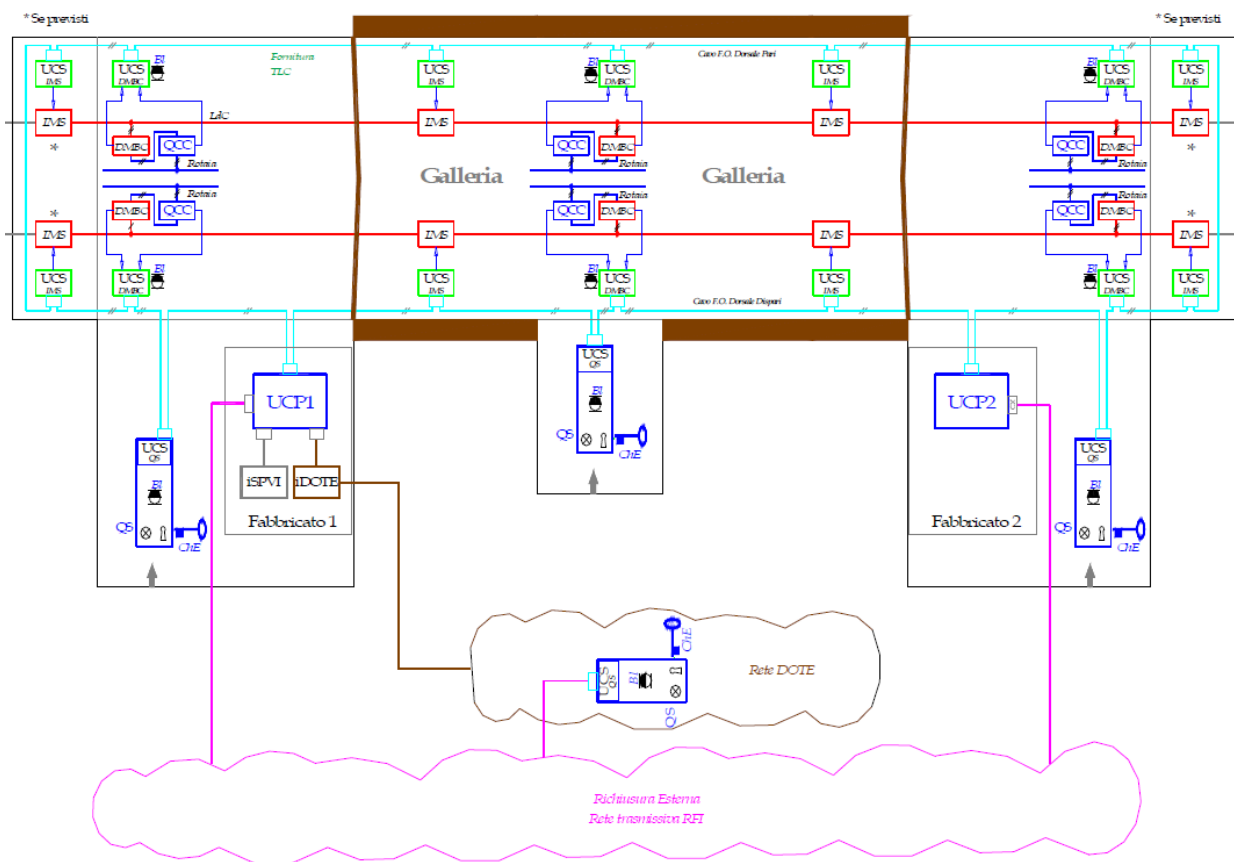 * Se previsti
* Se previsti
Fornitura
TLC
Cavo F.O. Dorsale Pari
UCS
IMS
UCS
DMBC
BI
UCS
IMS
BI
UCS
DMBC
UCS
IMS
BI
UCS
DMBC
UCS
IMS
IMS
LdC
IMS
IMS
IMS
*
DMBC
QCC
QCC
DMBC
QCC
DMBC
*
Rotaia
Rotaia
Rotaia
Galleria
Galleria
Rotaia
Rotaia
Rotaia
*
DMBC
QCC
QCC
DMBC
QCC
DMBC
*
IMS
IMS
IMS
IMS
UCS
IMS
UCS
DMBC
BI
UCS
IMS
BI
UCS
DMBC
UCS
IMS
BI
UCS
DMBC
UCS
IMS
Cavo F.O. Dorsale Dispari
UCS
QS
BI
QS
ChE
UCP1
iSPVI
iDOTE
Fabbricato 1
UCP2
Fabbricato 2
UCS
QS
BI
QS
ChE
UCS
QS
BI
QS
ChE
ChE
UCS
QS
BI
QS
Rete DOTE
Richiusura Esterna
Rete trasmissiva RFI